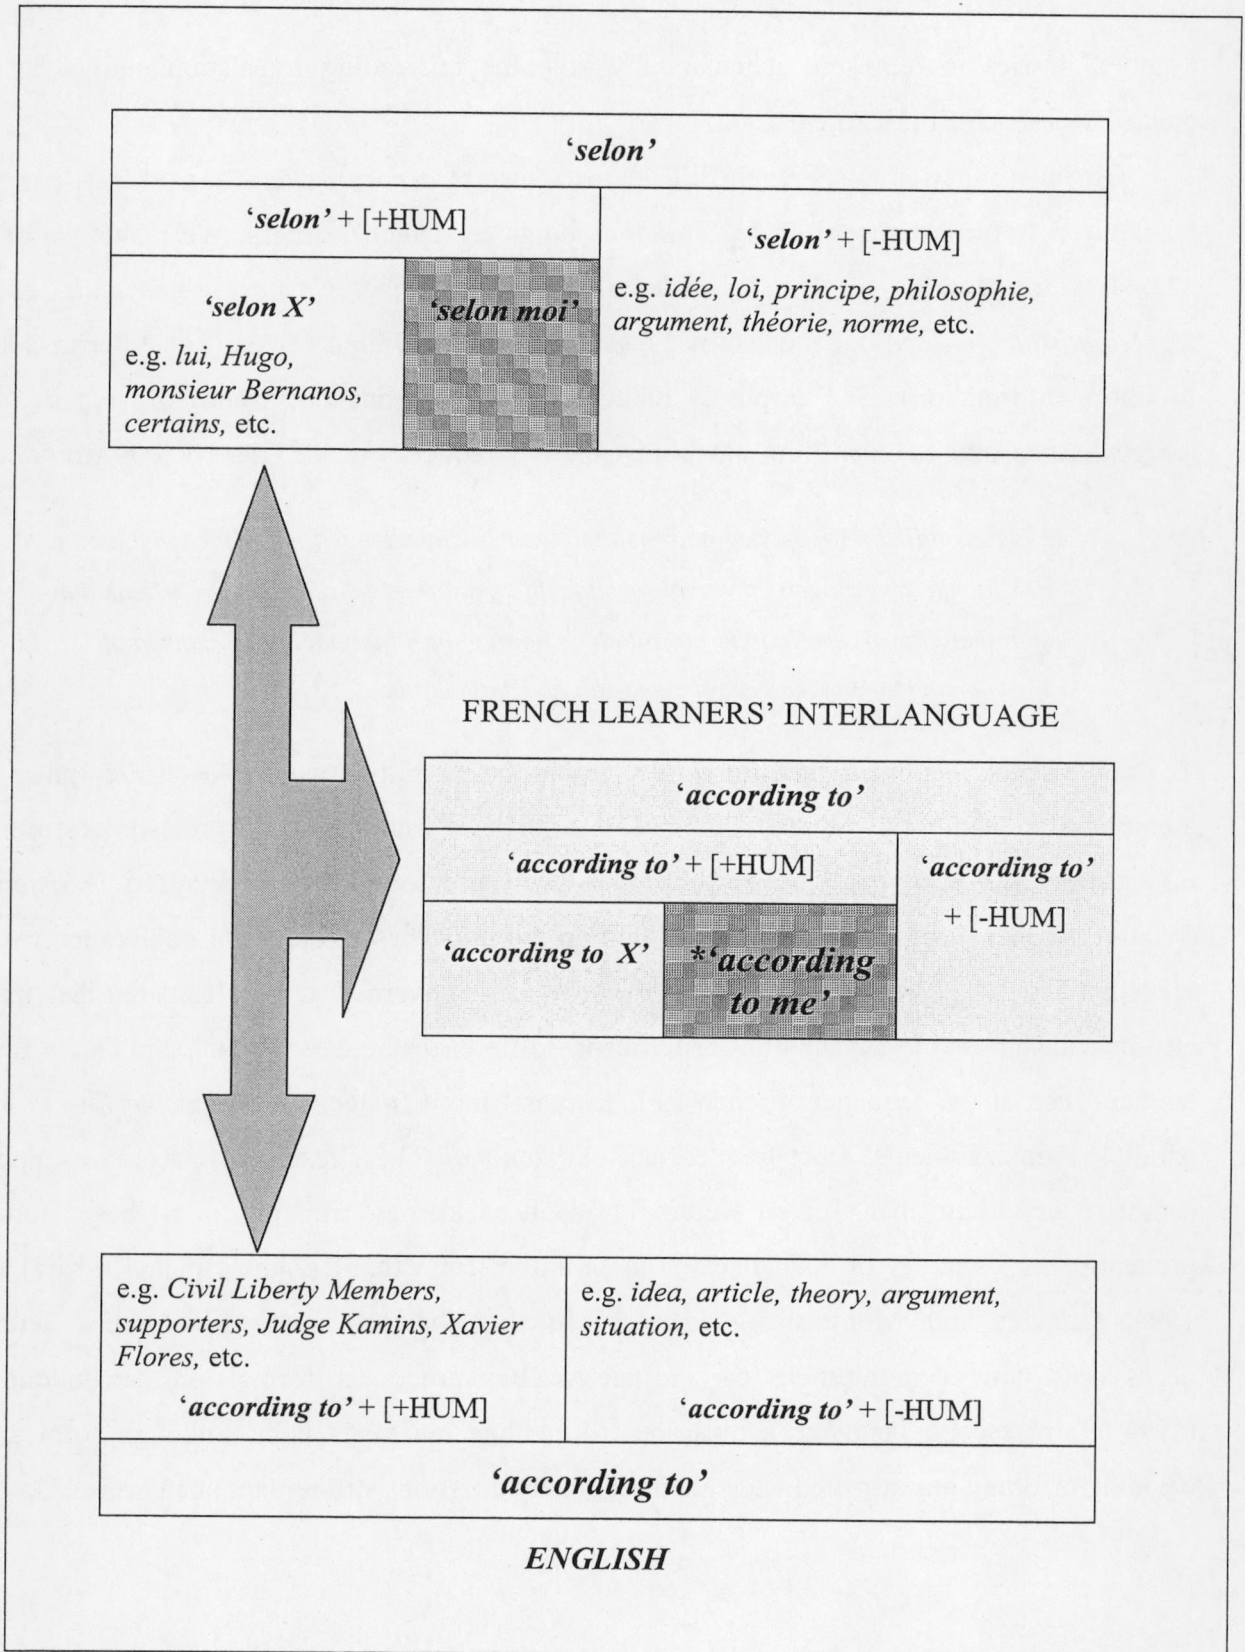 ‘selon’
‘selon’ + [+HUM]
‘selon’ + [-HUM]
e.g. idée, loi, principe, philosophie,
argument, théorie, norme, etc.
‘selon X’
e.g. lui, Hugo,
monsieur Bernanos,
certains, etc.
‘selon moi’
FRENCH LEARNERS’ INTERLANGUAGE
‘according to’
‘according to’ + [+HUM]
‘according to’
+ [-HUM]
‘according to X’
*‘according
to me’
e.g. Civil Liberty Members,
supporters, Judge Kamins, Xavier
Flores, etc.
‘according to’ + [+HUM]
e.g. idea, article, theory, argument,
situation, etc.
‘according to’ + [-HUM]
‘according to’
ENGLISH